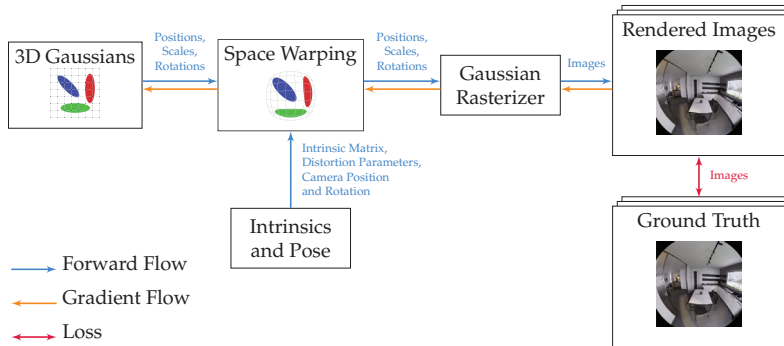 3D Gaussians
Positions,
Scales,
Rotations
Space Warping
Positions,
Scales,
Rotations
Gaussian
Rasterizer
Images
Rendered Images
Intrinsic Matrix,
Distortion Parameters,
Camera Position
and Rotation
Images
Intrinsics
and Pose
Ground Truth
Forward Flow
Gradient Flow
Loss